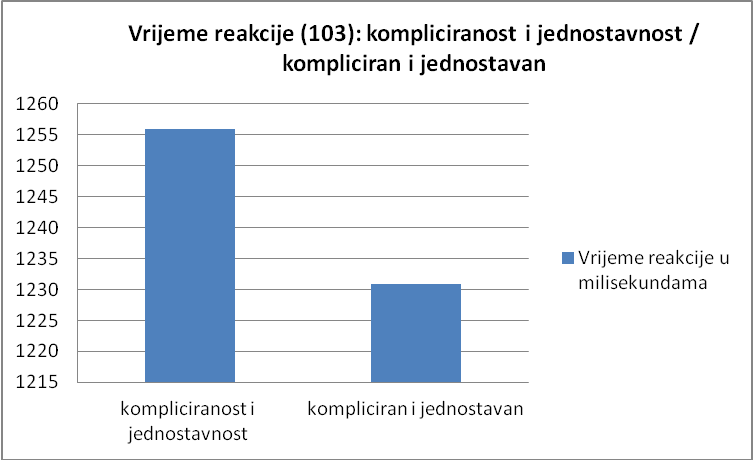 Vrijeme reakcije (103): kompliciranost i jednostavnost /
kompliciran i jednostavan
1260
1255
1250
1245
1240
1235
1230
1225
1220
1215
kompliciranost i
jednostavnost
kompliciran i jednostavan
Vrijeme reakcije u
milisekundama